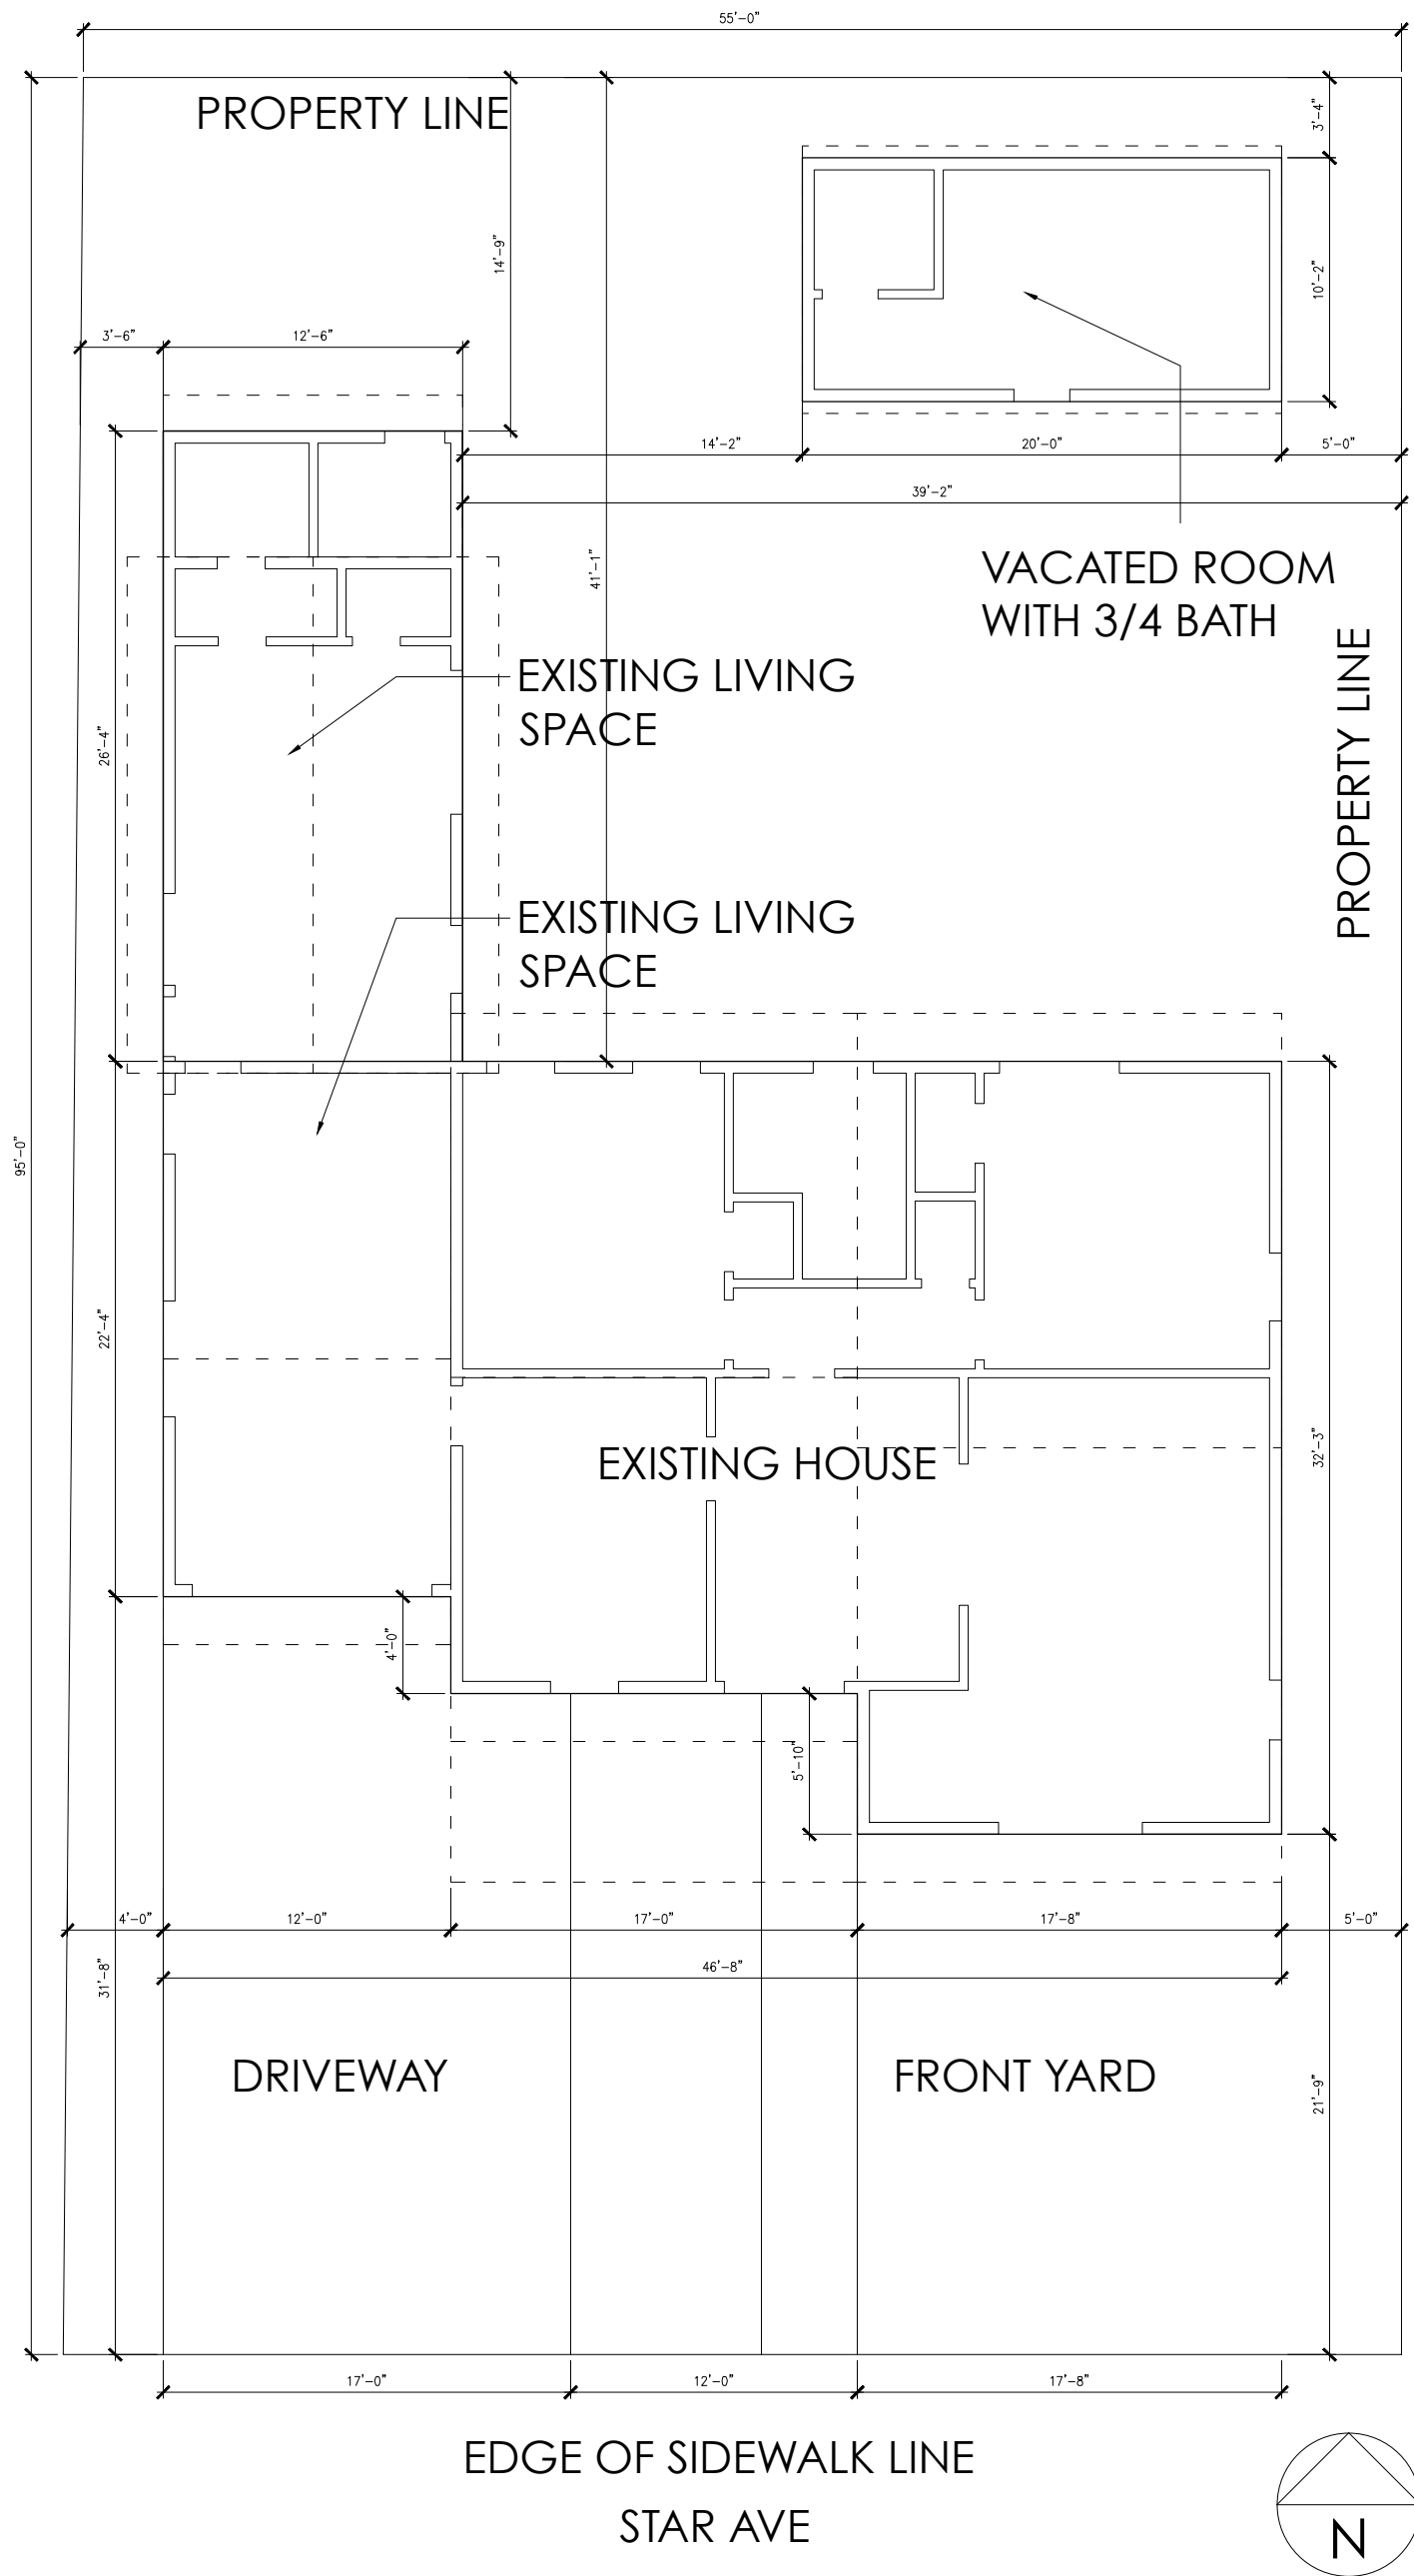 55'-0"
PROPERTY LINE
3'-4"
14'-9"
10'-2"
3'-6"
12'-6"
14'-2"
20'-0"
5'-0"
39'-2"
41'-1"
VACATED ROOM
WITH 3/4 BATH
PROPERTY LINE
EXISTING LIVING
SPACE
26'-4"
EXISTING LIVING
SPACE
95'-0"
22'-4"
EXISTING HOUSE
32'-3"
4'-0"
5'-10"
4'-0"
12'-0"
17'-0"
17'-8"
5'-0"
46'-8"
31'-8"
DRIVEWAY
FRONT YARD
21'-9"
17'-0"
12'-0"
17'-8"
EDGE OF SIDEWALK LINE
STAR AVE
N